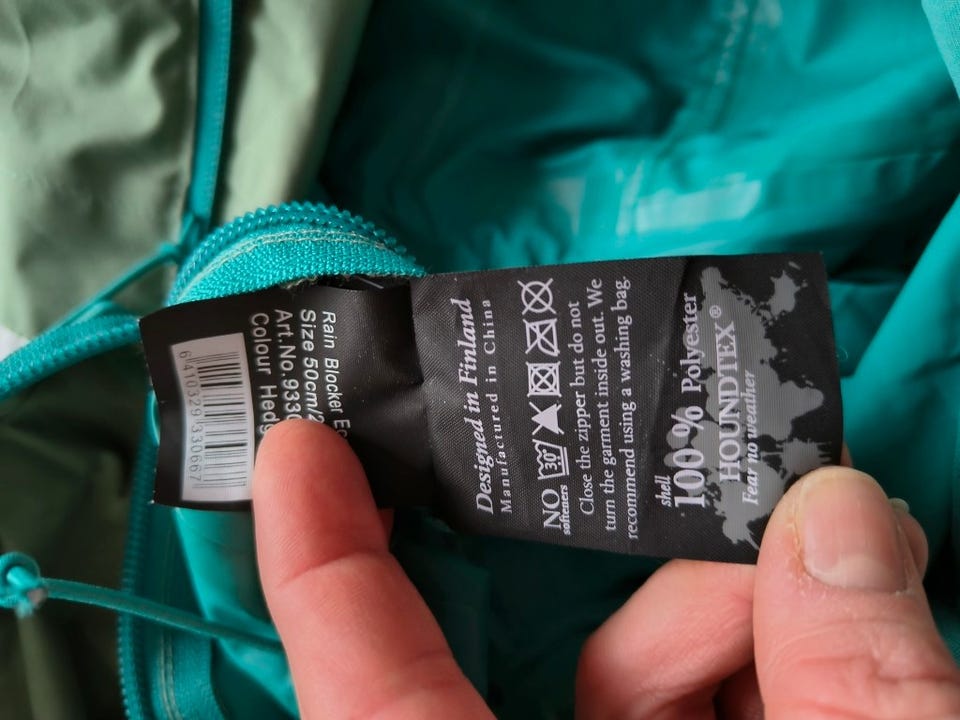 Rain Blocker
Size 50cm/
Art.No 933
Colour
6410329330667
Designed in Finland
Manufactured in China
NO
softeners
30°
Close the zipper but do not
turn the garment inside out. We
recommend using a washing bag.
shell
100% Polyester
HOUNDTEX®
Fear no weather